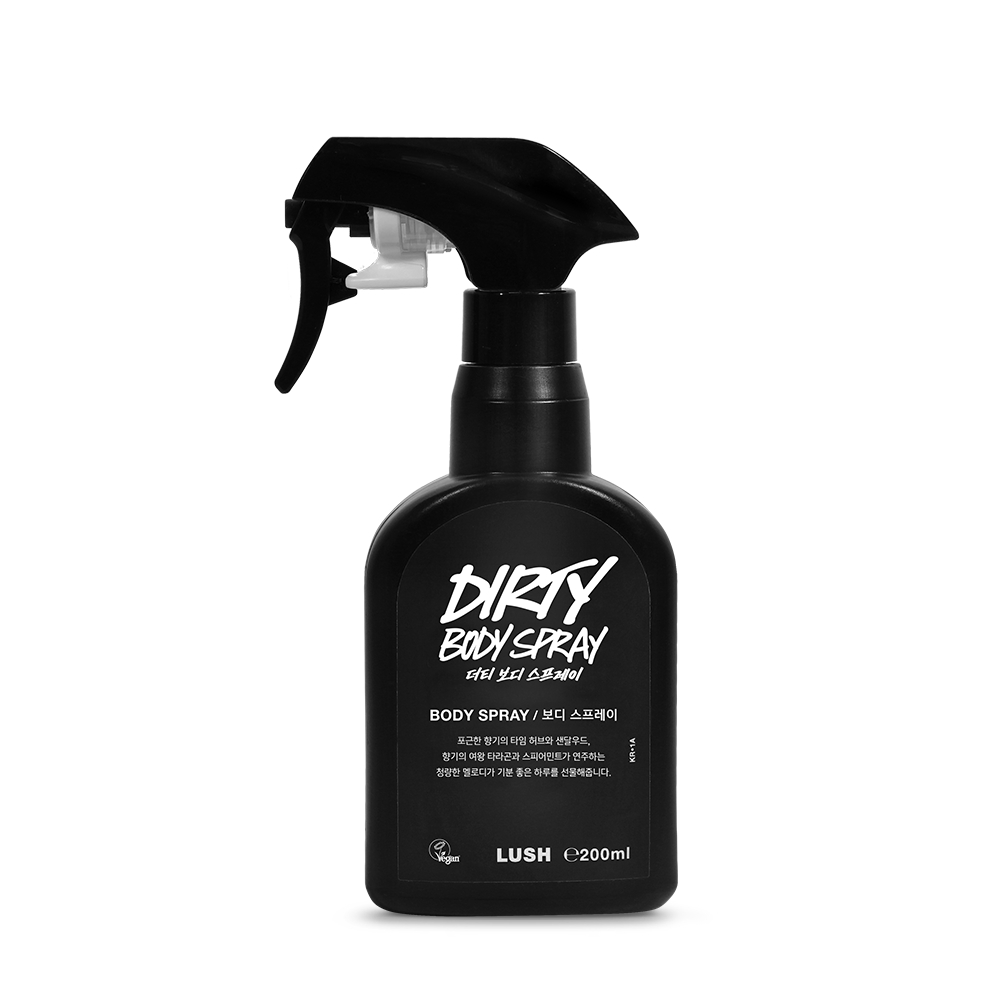 DIRTY
BODY SPRAY
더티 보디 스프레이
BODY SPRAY / 보디 스프레이
포근한 향기의 타임 허브와 샌달우드,
향기의 여왕 타라곤과 스피어민트가 연주하는
청량한 멜로디가 기분 좋은 하루를 선물해줍니다.
KR•1A
Vegan
LUSH ℮200ml